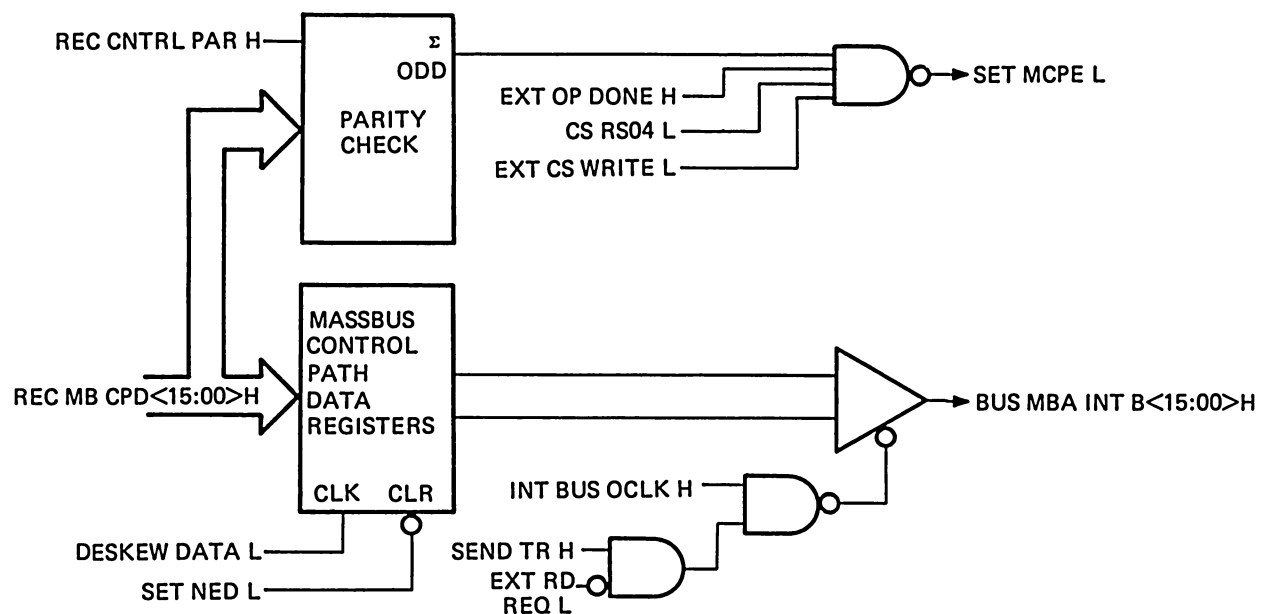 REC CNTRL PAR H
Σ
ODD
PARITY
CHECK
EXT OP DONE H
CS RS04 L
EXT CS WRITE L
SET MCPE L
REC MB CPD<15:00>H
MASSBUS
CONTROL
PATH
DATA
REGISTERS
CLK CLR
DESKEW DATA L
SET NED L
INT BUS OCLK H
SEND TR H
EXT RD
REQ L
BUS MBA INT B<15:00>H